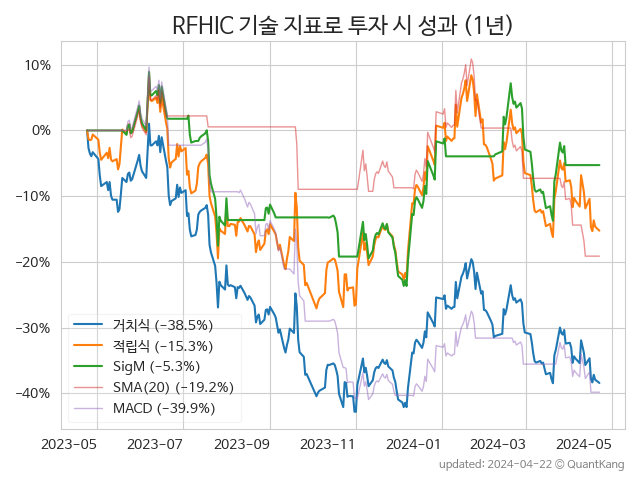 RFHIC 기술 지표로 투자 시 성과 (1년)
10%
0%
−10%
−20%
−30%
−40%
거치식 (−38.5%)
적립식 (−15.3%)
SigM (−5.3%)
SMA(20) (−19.2%)
MACD (−39.9%)
2023-05 2023-07 2023-09 2023-11 2024-01 2024-03 2024-05
updated: 2024-04-22 © QuantKang